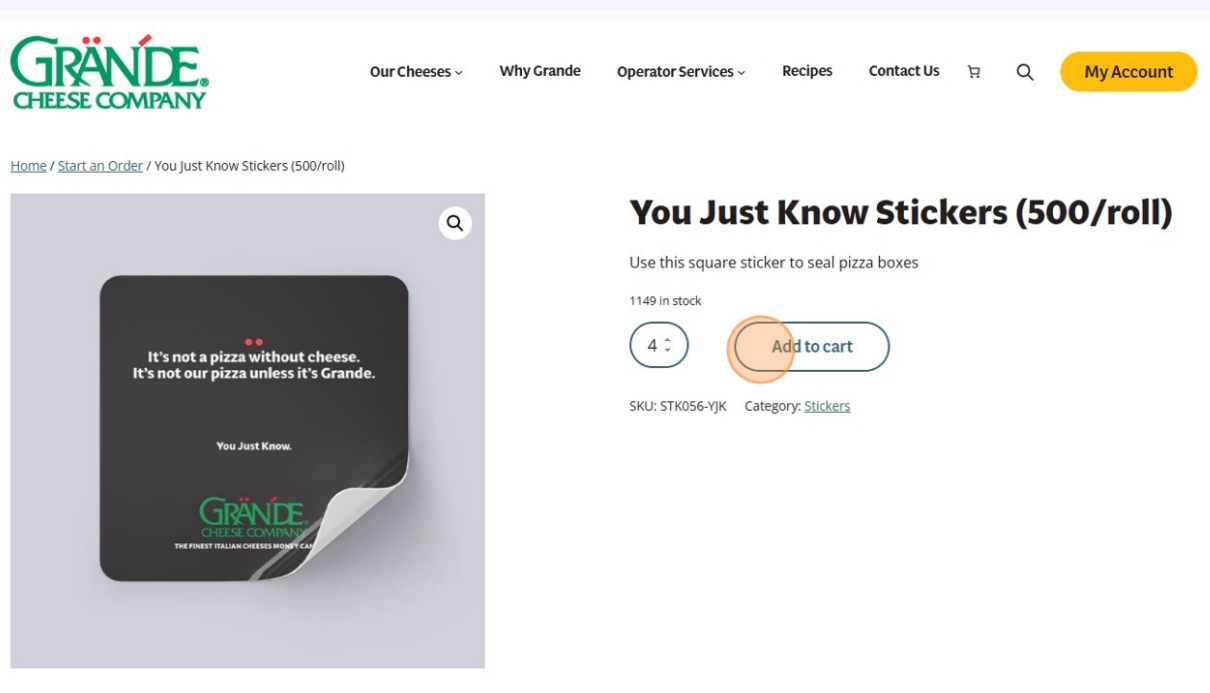 GRÄNDE®
CHEESE COMPANY
Our Cheeses
Why Grande
Operator Services
Recipes
Contact Us
My Account
Home / Start an Order / You Just Know Stickers (500/roll)
It's not a pizza without cheese.
It's not our pizza unless it's Grande.
You Just Know.
GRÄNDE
CHEESE COMPANY
THE FINEST ITALIAN CHEESES MONEY CAN
You Just Know Stickers (500/roll)
Use this square sticker to seal pizza boxes
1149 in stock
4
Add to cart
SKU: STK056-YJK Category: Stickers